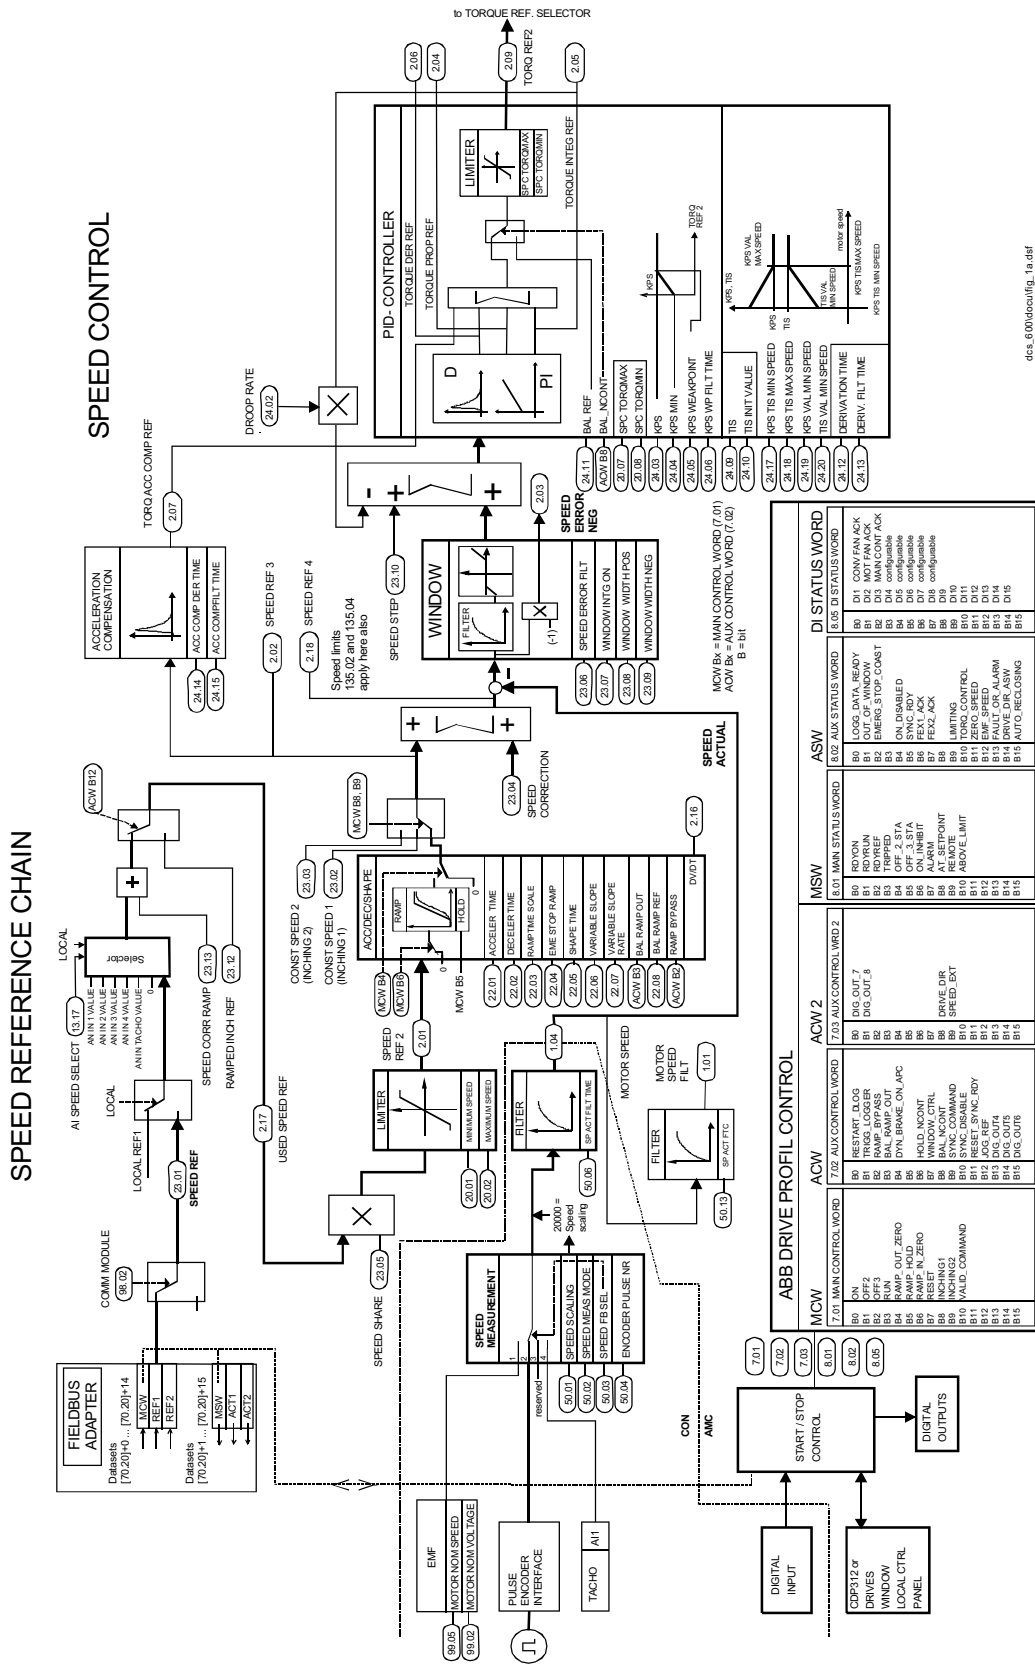 SPEED REFERENCE CHAIN
SPEED CONTROL
FIELDBUS
ADAPTER
Datasets
[70.20]+0 ... [70.20]+14
MCW
REF1
REF2
Datasets
[70.20]+1 ... [70.20]+15
MSW
ACT1
ACT2
COMM MODULE
98.02
23.01
SPEED REF
LOCAL REF1
LOCAL
AI SPEED SELECT
13.17
AN IN 1 VALUE
AN IN 2 VALUE
AN IN 3 VALUE
AN IN 4 VALUE
AN IN TACHO VALUE
0
LOCAL
Selector
+
SPEED CORR RAMP
23.13
23.12
RAMPED INCH REF
ACW B12
2.17
USED SPEED REF
SPEED SHARE
23.05
LIMITER
MINIMUM SPEED
MAXIMUM SPEED
20.01
20.02
SPEED
REF 2
2.01
CONST SPEED 2
(INCHING 2)
23.03
CONST SPEED 1
(INCHING 1)
23.02
MCW B8, B9
MCW B4
MCW B6
MCW B5
ACC/DEC/SHAPE
RAMP
HOLD
0
0
22.01
ACCELER TIME
22.02
DECELER TIME
22.03
RAMPTIME SCALE
22.04
EME STOP RAMP
22.05
SHAPE TIME
22.06
VARIABLE SLOPE
22.07
VARIABLE SLOPE
RATE
ACW B3
BAL RAMP OUT
22.08
BAL RAMP REF
ACW B2
RAMP BYPASS
DV/DT
2.16
ACCELERATION
COMPENSATION
24.14
ACC COMP DER TIME
24.15
ACC COMP FILT TIME
TORQ ACC COMP REF
2.07
2.02
SPEED REF 3
2.18
SPEED REF 4
Speed limits
135.02 and 135.04
apply here also
+
+
23.04
SPEED
CORRECTION
-
SPEED
ACTUAL
SPEED STEP
23.10
WINDOW
FILTER
(-1)
23.06
SPEED ERROR FILT
23.07
WINDOW INTG ON
23.08
WINDOW WIDTH POS
23.09
WINDOW WIDTH NEG
2.03
SPEED
ERROR
NEG
-
+
+
DROOP RATE
24.02
PID- CONTROLLER
TORQUE DER REF
TORQUE PROP REF
D
PI
LIMITER
SPC TORQMAX
SPC TORQMIN
TORQUE INTEG REF
to TORQUE REF. SELECTOR
2.06
2.04
2.09
TORQ REF2
2.05
24.11
BAL REF
ACW B8
BAL_NCONT
20.07
SPC TORQMAX
20.08
SPC TORQMIN
24.03
KPS
24.04
KPS MIN
24.05
KPS WEAKPOINT
24.06
KPS WP FILT TIME
24.09
TIS
24.10
TIS INIT VALUE
24.17
KPS TIS MIN SPEED
24.18
KPS TIS MAX SPEED
24.19
KPS VAL MIN SPEED
24.20
TIS VAL MIN SPEED
24.12
DERIVATION TIME
24.13
DERIV. FILT TIME
KPS
TORQ
REF 2
KPS, TIS
KPS
TIS
KPS VAL
MAX SPEED
TIS VAL
MIN SPEED
motor speed
KPS TIS MAX SPEED
KPS TIS MIN SPEED
MCW Bx = MAIN CONTROL WORD (7.01)
ACW Bx = AUX CONTROL WORD (7.02)
B = bit
EMF
MOTOR NOM SPEED
MOTOR NOM VOLTAGE
99.05
99.02
PULSE
ENCODER
INTERFACE
TACHO
AI1
SPEED
MEASUREMENT
1
2
3
4
reserved
50.01
SPEED SCALING
50.02
SPEED MEAS MODE
50.03
SPEED FB SEL
50.04
ENCODER PULSE NR
20000 =
Speed
scaling
FILTER
SP ACT FILT TIME
50.06
1.04
MOTOR SPEED
FILTER
SP ACT FTC
50.13
MOTOR
SPEED
FILT
1.01
CON
AMC
DIGITAL
INPUT
CDP312 or
DRIVES
WINDOW
LOCAL CTRL
PANEL
START / STOP
CONTROL
DIGITAL
OUTPUTS
7.01
7.02
7.03
8.01
8.02
8.05
ABB DRIVE PROFIL CONTROL
MCW
7.01 MAIN CONTROL WORD
B0 ON
B1 OFF2
B2 OFF3
B3 RUN
B4 RAMP_OUT_ZERO
B5 RAMP_HOLD
B6 RAMP_IN_ZERO
B7 RESET
B8 INCHING1
B9 INCHING2
B10 VALID_COMMAND
B11
B12
B13
B14
B15
ACW
7.02 AUX CONTROL WORD
B0 RESTART_DLOG
B1 TRIGG_LOGGER
B2 RAMP_BYPASS
B3 BAL_RAMP_OUT
B4 DYN_BRAKE_ON_APC
B5
B6 HOLD_NCONT
B7 WINDOW_CTRL
B8 BAL_NCONT
B9 SYNC_COMMAND
B10 SYNC_DISABLE
B11 RESET_SYNC_RDY
B12 JOG_REF
B13 DIG_OUT4
B14 DIG_OUT5
B15 DIG_OUT6
ACW 2
7.03 AUX CONTROL WRD 2
B0 DIG_OUT_7
B1 DIG_OUT_8
B2
B3
B4
B5
B6
B7
B8 DRIVE_DIR
B9 SPEED_EXT
B10
B11
B12
B13
B14
B15
MSW
8.01 MAIN STATUS WORD
B0 RDYON
B1 RDYRUN
B2 RDYREF
B3 TRIPPED
B4 OFF_2_STA
B5 OFF_3_STA
B6 ON_INHIBIT
B7 ALARM
B8 AT_SETPOINT
B9 REMOTE
B10 ABOVE_LIMIT
B11
B12
B13
B14
B15
ASW
8.02 AUX STATUS WORD
B0 LOGG_DATA_READY
B1 OUT_OF_WINDOW
B2 EMERG_STOP_COAST
B3
B4 ON_DISABLED
B5 SYNC_RDY
B6 FEX1_ACK
B7 FEX2_ACK
B8
B9 LIMITING
B10 TORQ_CONTROL
B11 ZERO_SPEED
B12 EMF_SPEED
B13 FAULT_OR_ALARM
B14 DRIVE_DIR_ASW
B15 AUTO_RECLOSING
DI STATUS WORD
8.05 DI STATUS WORD
B0 DI1 CONV FAN ACK
B1 DI2 MOT FAN ACK
B2 DI3 MAIN CONT ACK
B3 DI4 configurable
B4 DI5 configurable
B5 DI6 configurable
B6 DI7 configurable
B7 DI8 configurable
B8 DI9
B9 DI10
B10 DI11
B11 DI12
B12 DI13
B13 DI14
B14 DI15
B15
dcs_600\docu\fig_1a.dsf